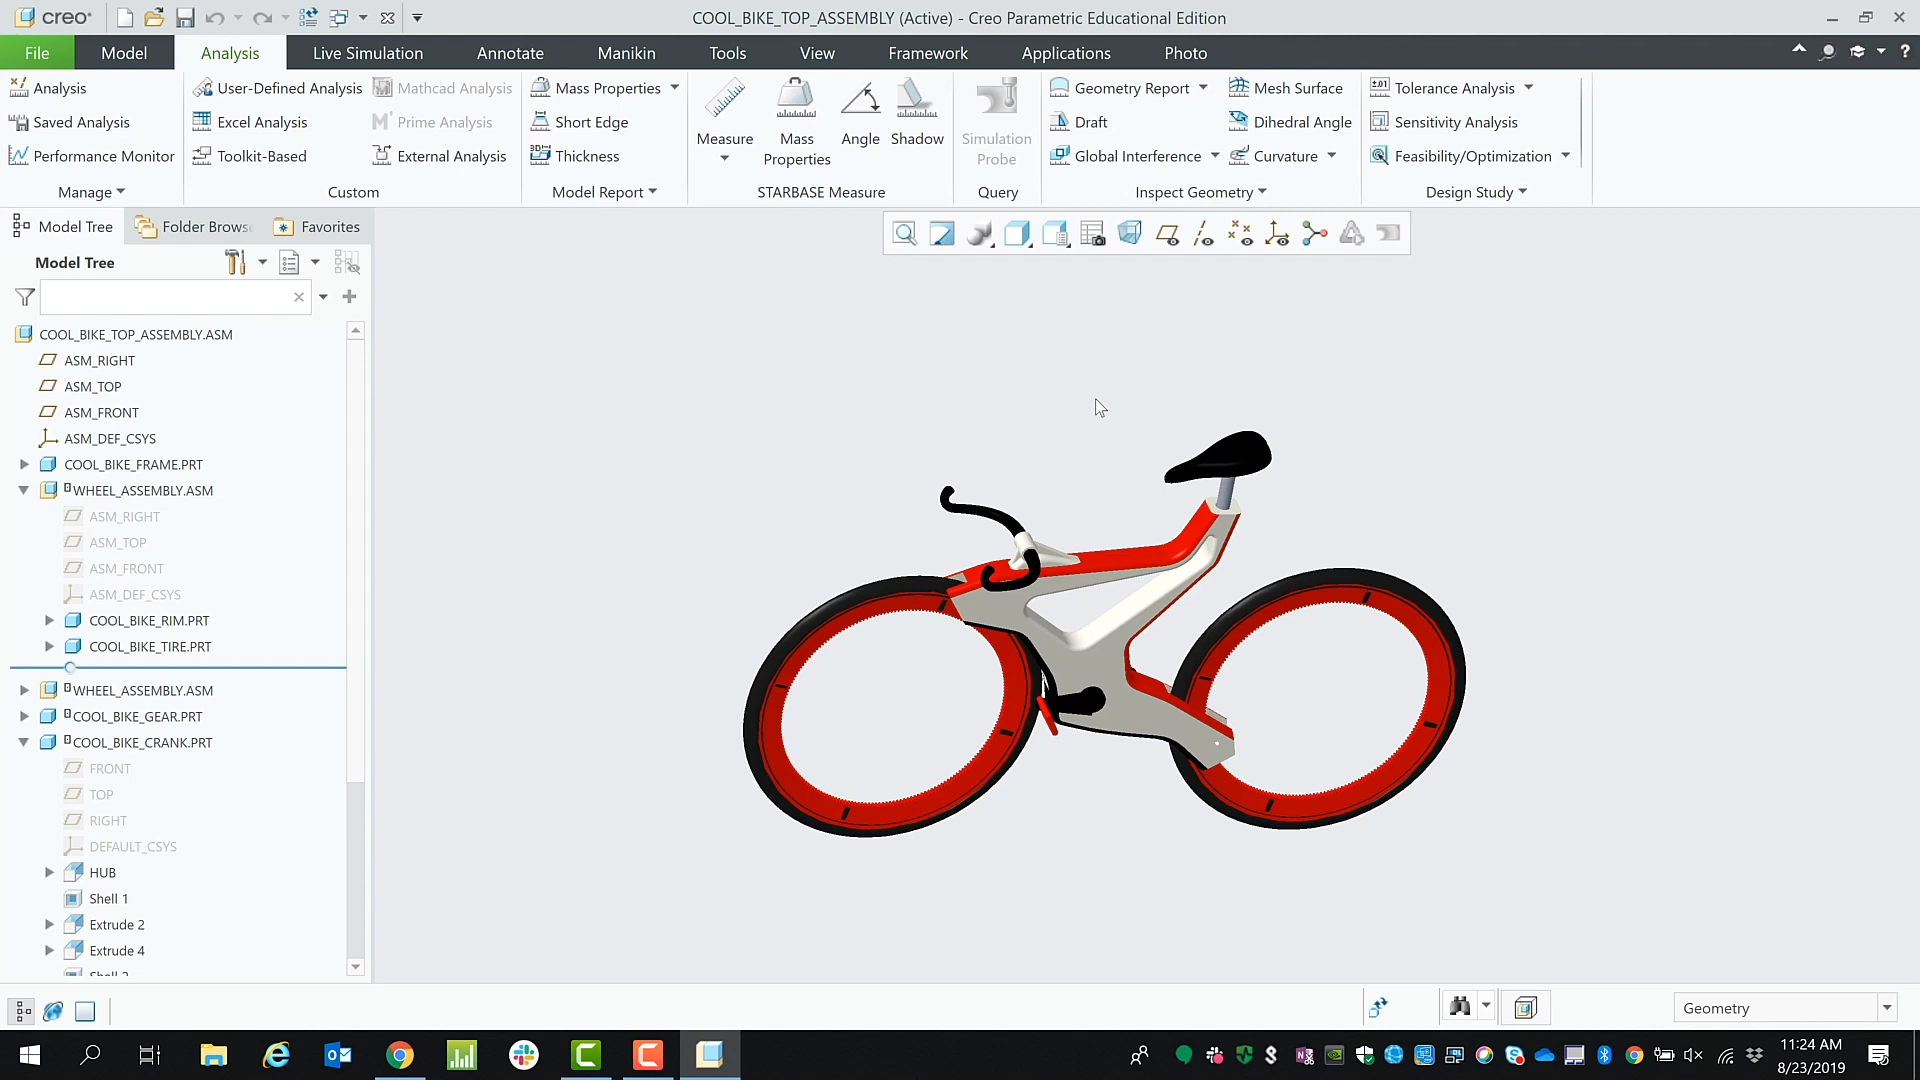 creo
COOL_BIKE_TOP_ASSEMBLY (Active) - Creo Parametric Educational Edition
File
Model
Analysis
Live Simulation
Annotate
Manikin
Tools
View
Framework
Applications
Photo
Analysis
User-Defined Analysis
Mathcad Analysis
Mass Properties
Geometry Report
Mesh Surface
Tolerance Analysis
Saved Analysis
Excel Analysis
Prime Analysis
Short Edge
Draft
Dihedral Angle
Sensitivity Analysis
Performance Monitor
Toolkit-Based
External Analysis
Thickness
Measure
Mass Properties
Angle
Shadow
Simulation Probe
Global Interference
Curvature
Feasibility/Optimization
Manage
Custom
Model Report
STARBASE Measure
Query
Inspect Geometry
Design Study
Model Tree
Folder Brows
Favorites
Model Tree
COOL_BIKE_TOP_ASSEMBLY.ASM
ASM_RIGHT
ASM_TOP
ASM_FRONT
ASM_DEF_CSYS
COOL_BIKE_FRAME.PRT
WHEEL_ASSEMBLY.ASM
ASM_RIGHT
ASM_TOP
ASM_FRONT
ASM_DEF_CSYS
COOL_BIKE_RIM.PRT
COOL_BIKE_TIRE.PRT
WHEEL_ASSEMBLY.ASM
COOL_BIKE_GEAR.PRT
COOL_BIKE_CRANK.PRT
FRONT
TOP
RIGHT
DEFAULT_CSYS
HUB
Shell 1
Extrude 2
Extrude 4
Geometry
11:24 AM
8/23/2019